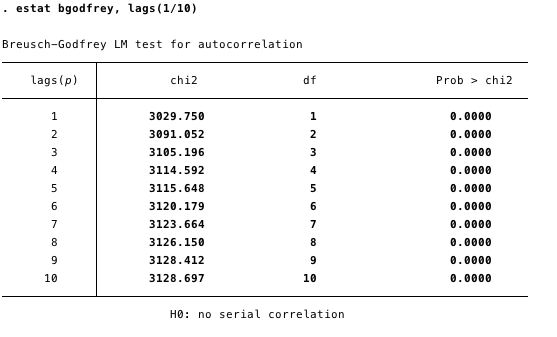 . estat bgodfrey, lags(1/10)
Breusch–Godfrey LM test for autocorrelation
lags(p) chi2 df Prob > chi2
1 3029.750 1 0.0000
2 3091.052 2 0.0000
3 3105.196 3 0.0000
4 3114.592 4 0.0000
5 3115.648 5 0.0000
6 3120.179 6 0.0000
7 3123.664 7 0.0000
8 3126.150 8 0.0000
9 3128.412 9 0.0000
10 3128.697 10 0.0000
H0: no serial correlation